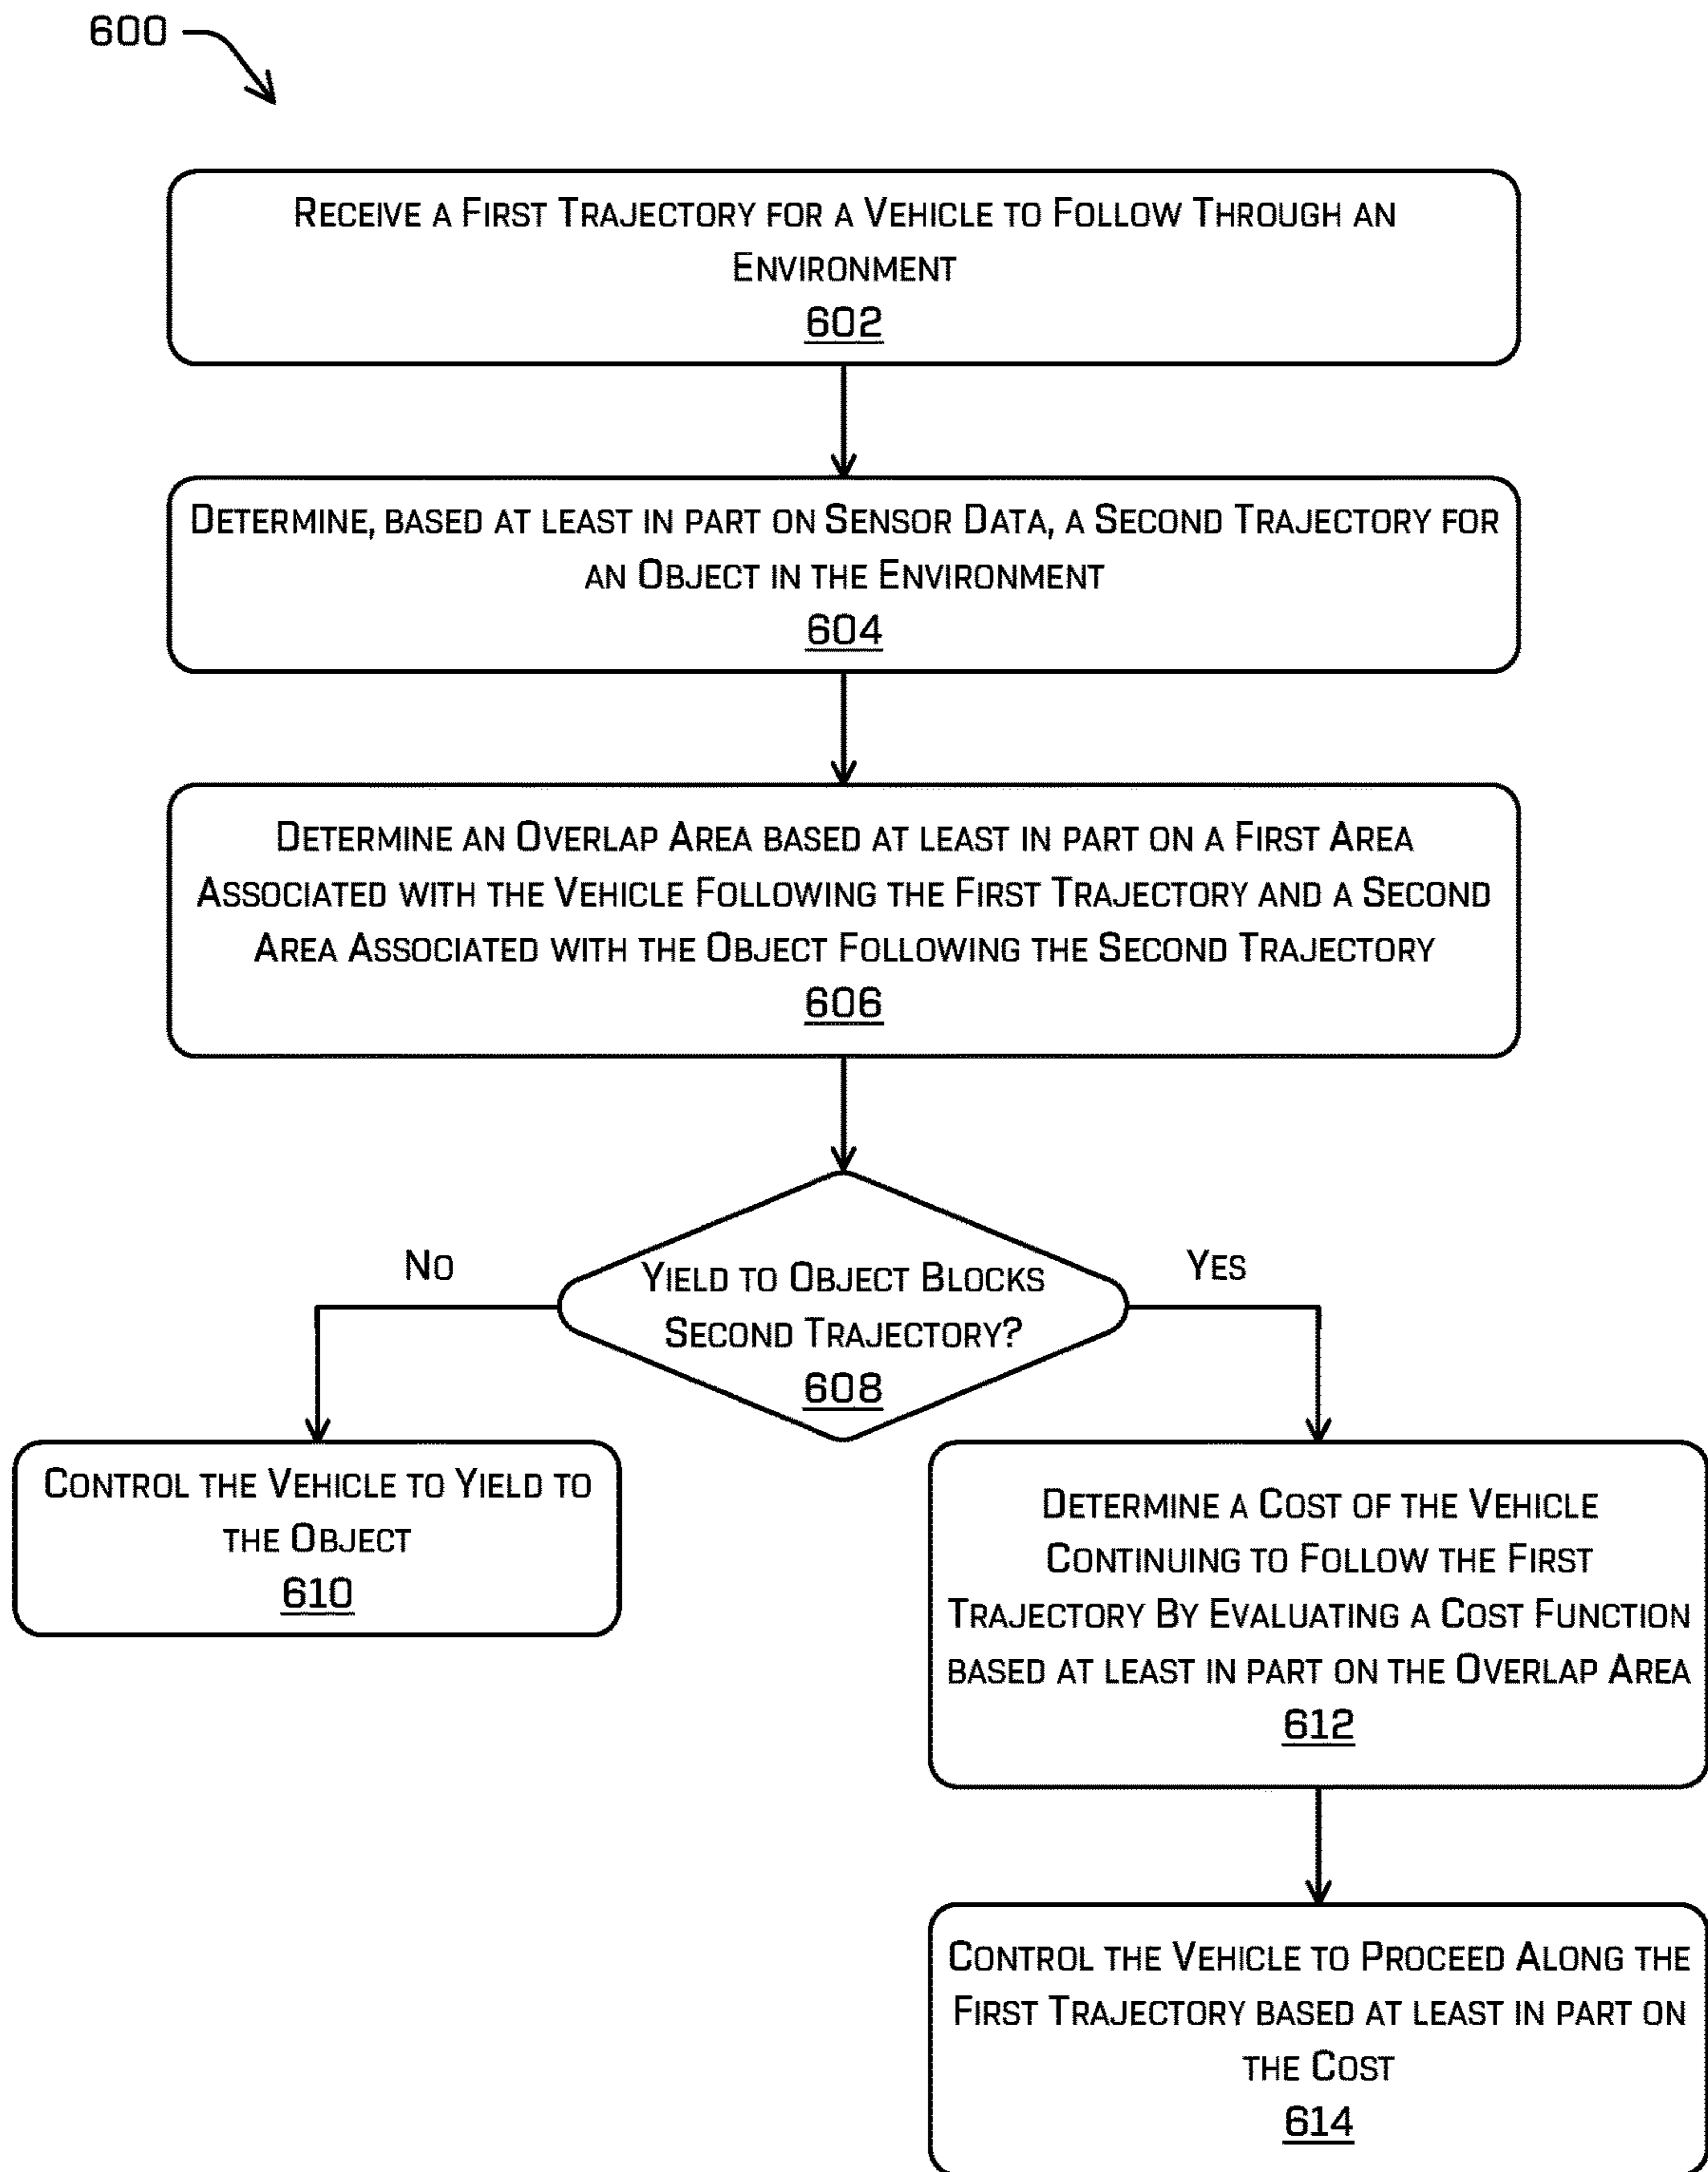 600
Receive a First Trajectory for a Vehicle to Follow Through an
Environment
602
Determine, based at least in part on Sensor Data, a Second Trajectory for
an Object in the Environment
604
Determine an Overlap Area based at least in part on a First Area
Associated with the Vehicle Following the First Trajectory and a Second
Area Associated with the Object Following the Second Trajectory
606
No
Yield to Object Blocks
Second Trajectory?
608
Yes
Control the Vehicle to Yield to
the Object
610
Determine a Cost of the Vehicle
Continuing to Follow the First
Trajectory By Evaluating a Cost Function
based at least in part on the Overlap Area
612
Control the Vehicle to Proceed Along the
First Trajectory based at least in part on
the Cost
614